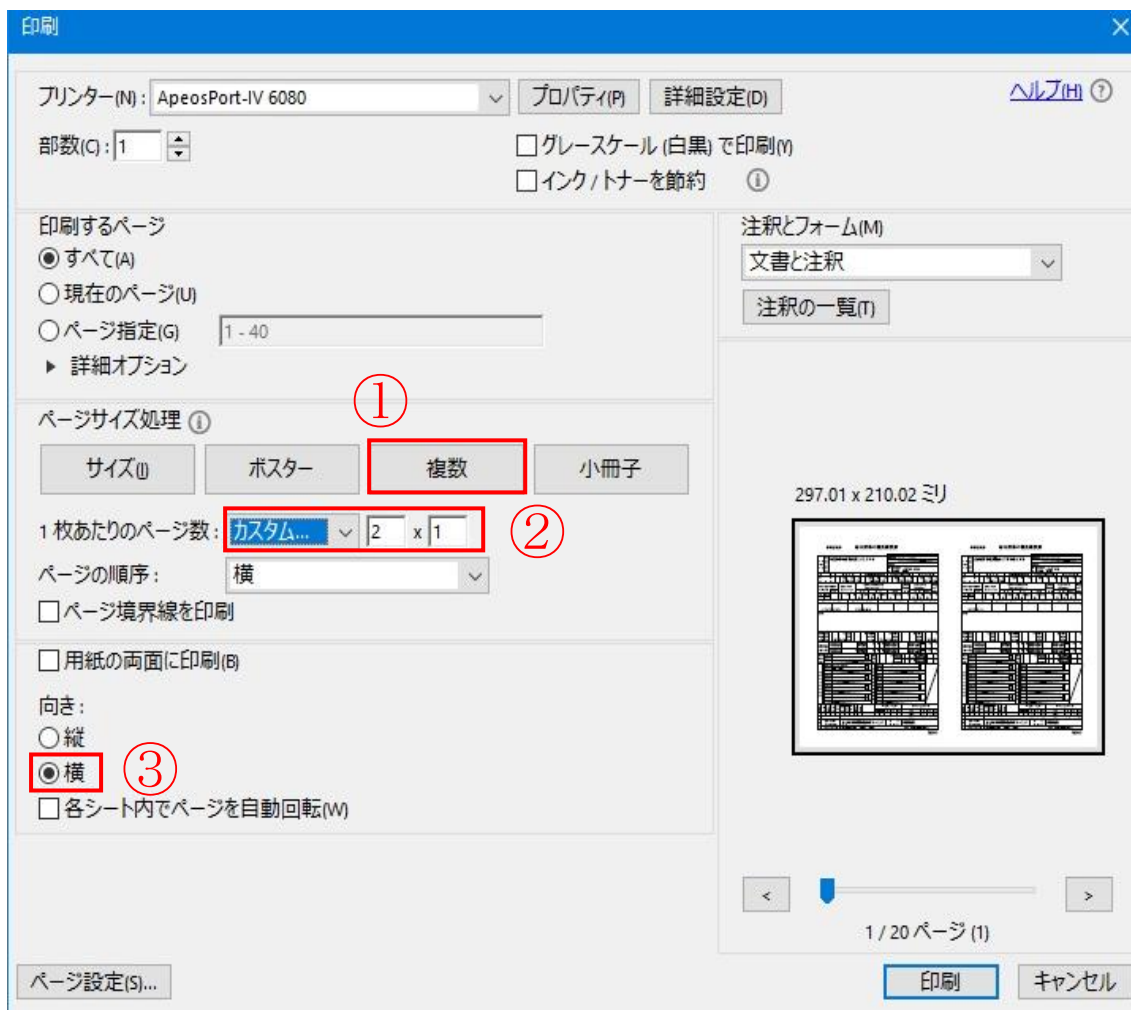 印刷
プリンター(N): ApeosPort-IV 6080 プロパティ(P) 詳細設定(D) ヘルプ(H)
部数(C): 1 グレースケール (白黒) で印刷(Y)
インク / トナーを節約
印刷するページ
すべて(A)
現在のページ(U)
ページ指定(G) 1 - 40
詳細オプション
注釈とフォーム(M)
文書と注釈
注釈の一覧(T)
①
ページサイズ処理
サイズ(I) ポスター 複数 小冊子
1 枚あたりのページ数: カスタム... 2 x 1 ②
ページの順序: 横
ページ境界線を印刷
用紙の両面に印刷(B)
向き:
縦
横 ③
各シート内でページを自動回転(W)
297.01 x 210.02 ミリ
< >
1 / 20 ページ (1)
ページ設定(S)... 印刷 キャンセル